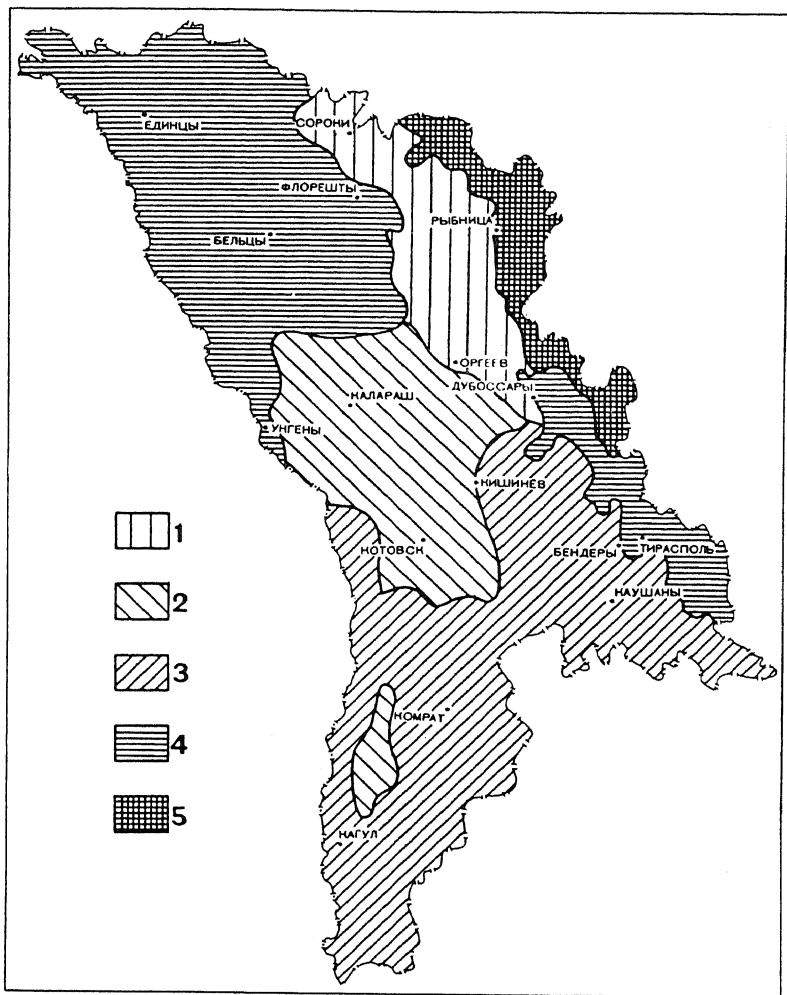 СОРОКИ
ЕДИНЦЫ
ФЛОРЕШТЫ
РЫБНИЦА
БЕЛЬЦЫ
ОРГЕЕВ
ДУБОССАРЫ
КАЛАРАШ
УНГЕНЫ
КИШИНЕВ
1
КОТОВСК
БЕНДЕРЫ
ТИРАСПОЛЬ
2
КАУШАНЫ
3
КОМРАТ
4
5
КАГУЛ